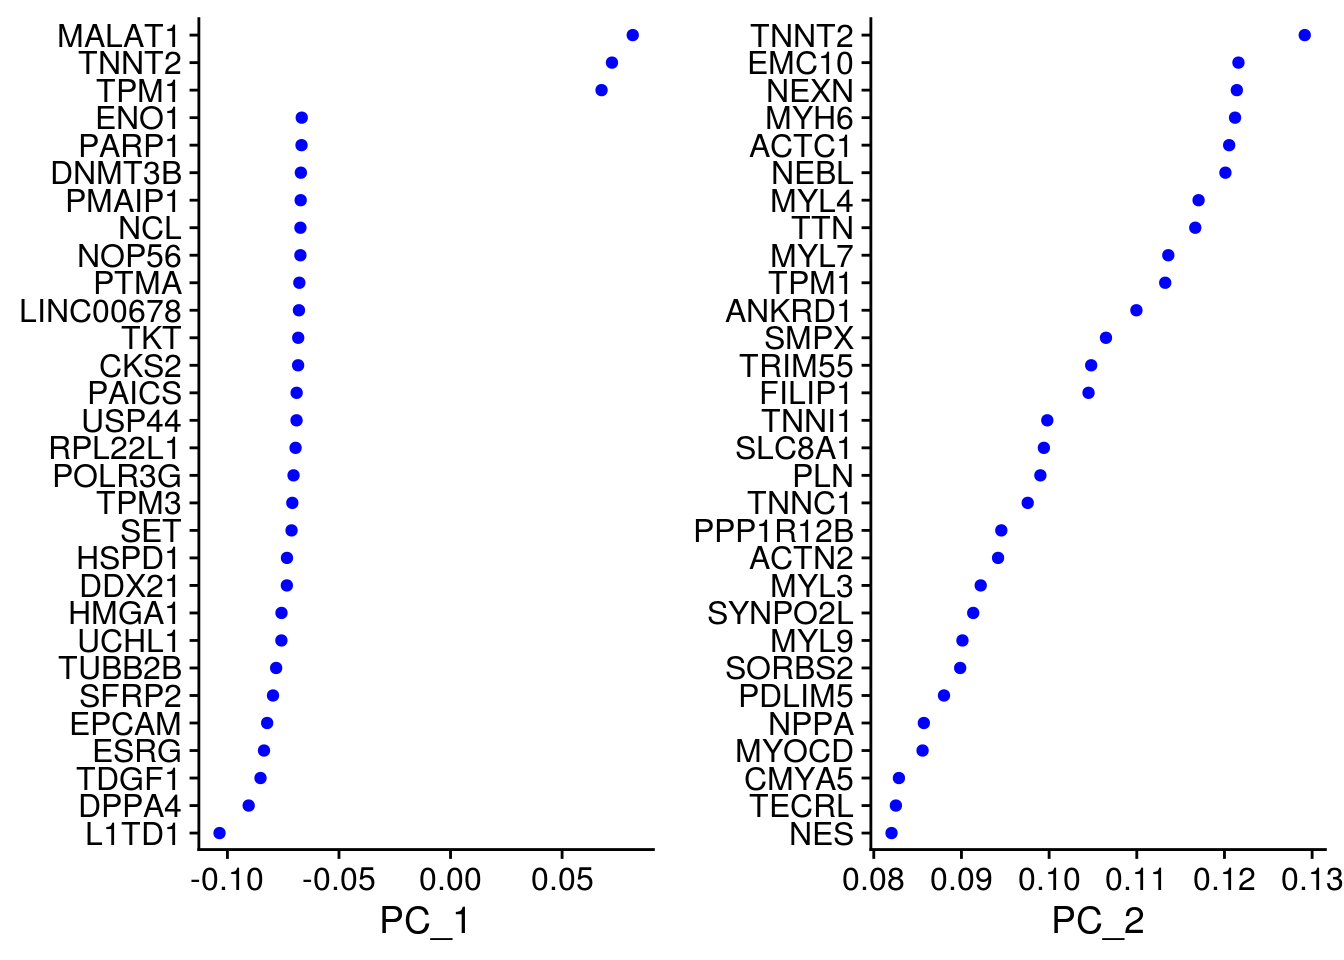 MALAT1
TNNT2
TPM1
ENO1
PARP1
DNMT3B
PMAIP1
NCL
NOP56
PTMA
LINC00678
TKT
CKS2
PAICS
USP44
RPL22L1
POLR3G
TPM3
SET
HSPD1
DDX21
HMGA1
UCHL1
TUBB2B
SFRP2
EPCAM
ESRG
TDGF1
DPPA4
L1TD1
-0.10 -0.05 0.00 0.05
PC_1
TNNT2
EMC10
NEXN
MYH6
ACTC1
NEBL
MYL4
TTN
MYL7
TPM1
ANKRD1
SMPX
TRIM55
FILIP1
TNNI1
SLC8A1
PLN
TNNC1
PPP1R12B
ACTN2
MYL3
SYNPO2L
MYL9
SORBS2
PDLIM5
NPPA
MYOCD
CMYA5
TECRL
NES
0.08 0.09 0.10 0.11 0.12 0.13
PC_2